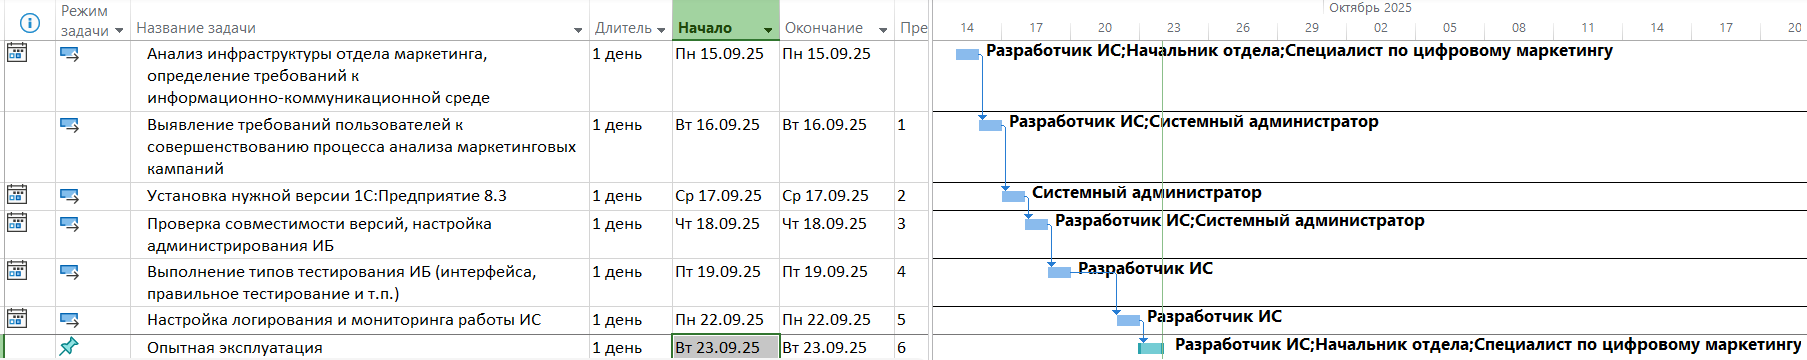 Октябрь 2025
Режим задачи Название задачи Длитель Начало Окончание Пре 14 17 20 23 26 29 02 05 08 11 14 17 20
Анализ инфраструктуры отдела маркетинга, 1 день Пн 15.09.25 Пн 15.09.25 Разработчик ИС;Начальник отдела;Специалист по цифровому маркетингу
определение требований к
информационно-коммуникационной среде
Выявление требований пользователей к 1 день Вт 16.09.25 Вт 16.09.25 1 Разработчик ИС;Системный администратор
совершенствованию процесса анализа маркетинговых
кампаний
Установка нужной версии 1С:Предприятие 8.3 1 день Ср 17.09.25 Ср 17.09.25 2 Системный администратор
Проверка совместимости версий, настройка 1 день Чт 18.09.25 Чт 18.09.25 3 Разработчик ИС;Системный администратор
администрирования ИБ
Выполнение типов тестирования ИБ (интерфейса, 1 день Пт 19.09.25 Пт 19.09.25 4 Разработчик ИС
правильное тестирование и т.п.)
Настройка логирования и мониторинга работы ИС 1 день Пн 22.09.25 Пн 22.09.25 5 Разработчик ИС
Опытная эксплуатация 1 день Вт 23.09.25 Вт 23.09.25 6 Разработчик ИС;Начальник отдела;Специалист по цифровому маркетингу